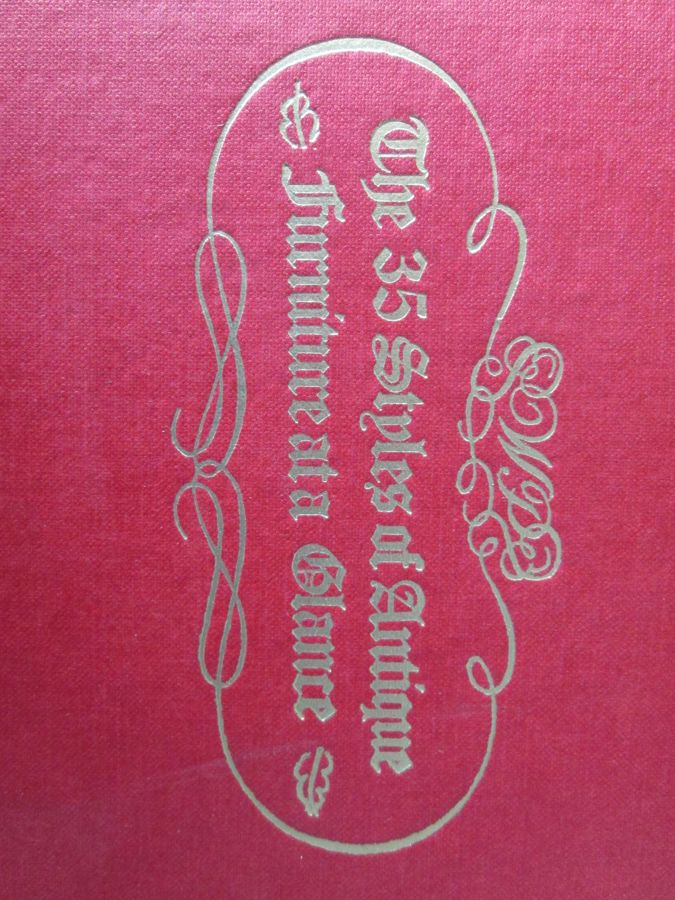 The 35 Styles of Antique
Furniture at a Glance